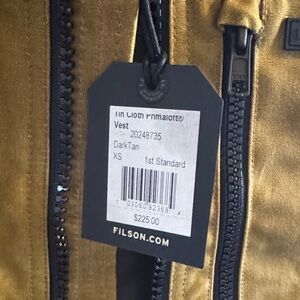 Tin Cloth Primaloft®
Vest
20248735
DarkTan
XS 1st Standard
$225.00
FILSON.COM